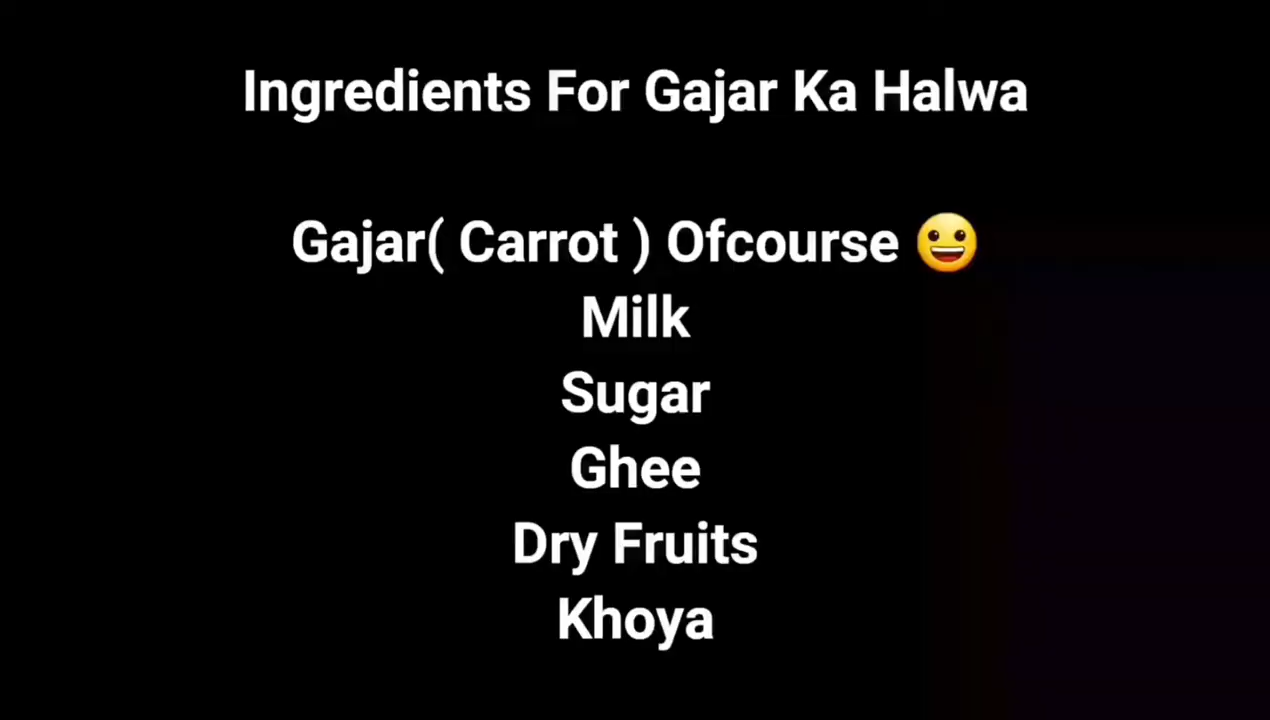 Ingredients For Gajar Ka Halwa
Gajar( Carrot ) Ofcourse 😀
Milk
Sugar
Ghee
Dry Fruits
Khoya